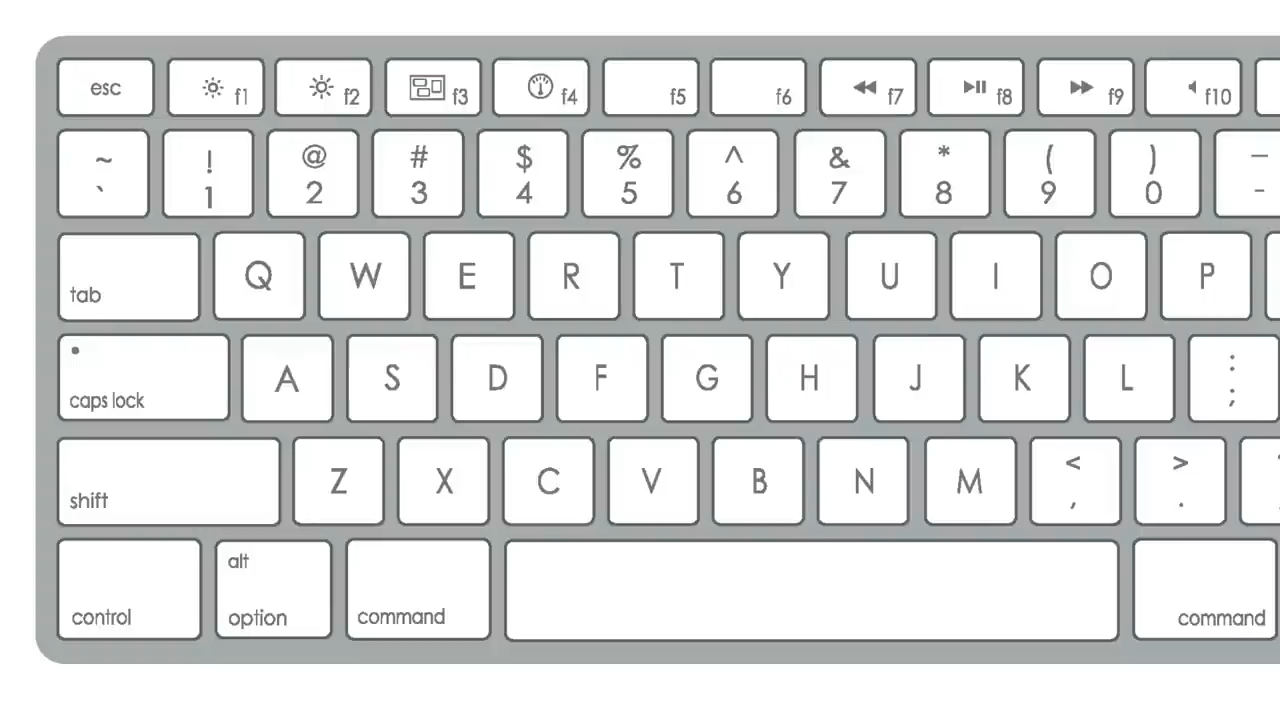 esc f1 f2 f3 f4 f5 f6 f7 f8 f9 f10
~ ! @ # $ % ^ & * ( ) —
` 1 2 3 4 5 6 7 8 9 0 -
tab Q W E R T Y U I O P
caps lock A S D F G H J K L : ;
shift Z X C V B N M < , > .
alt
control option command command